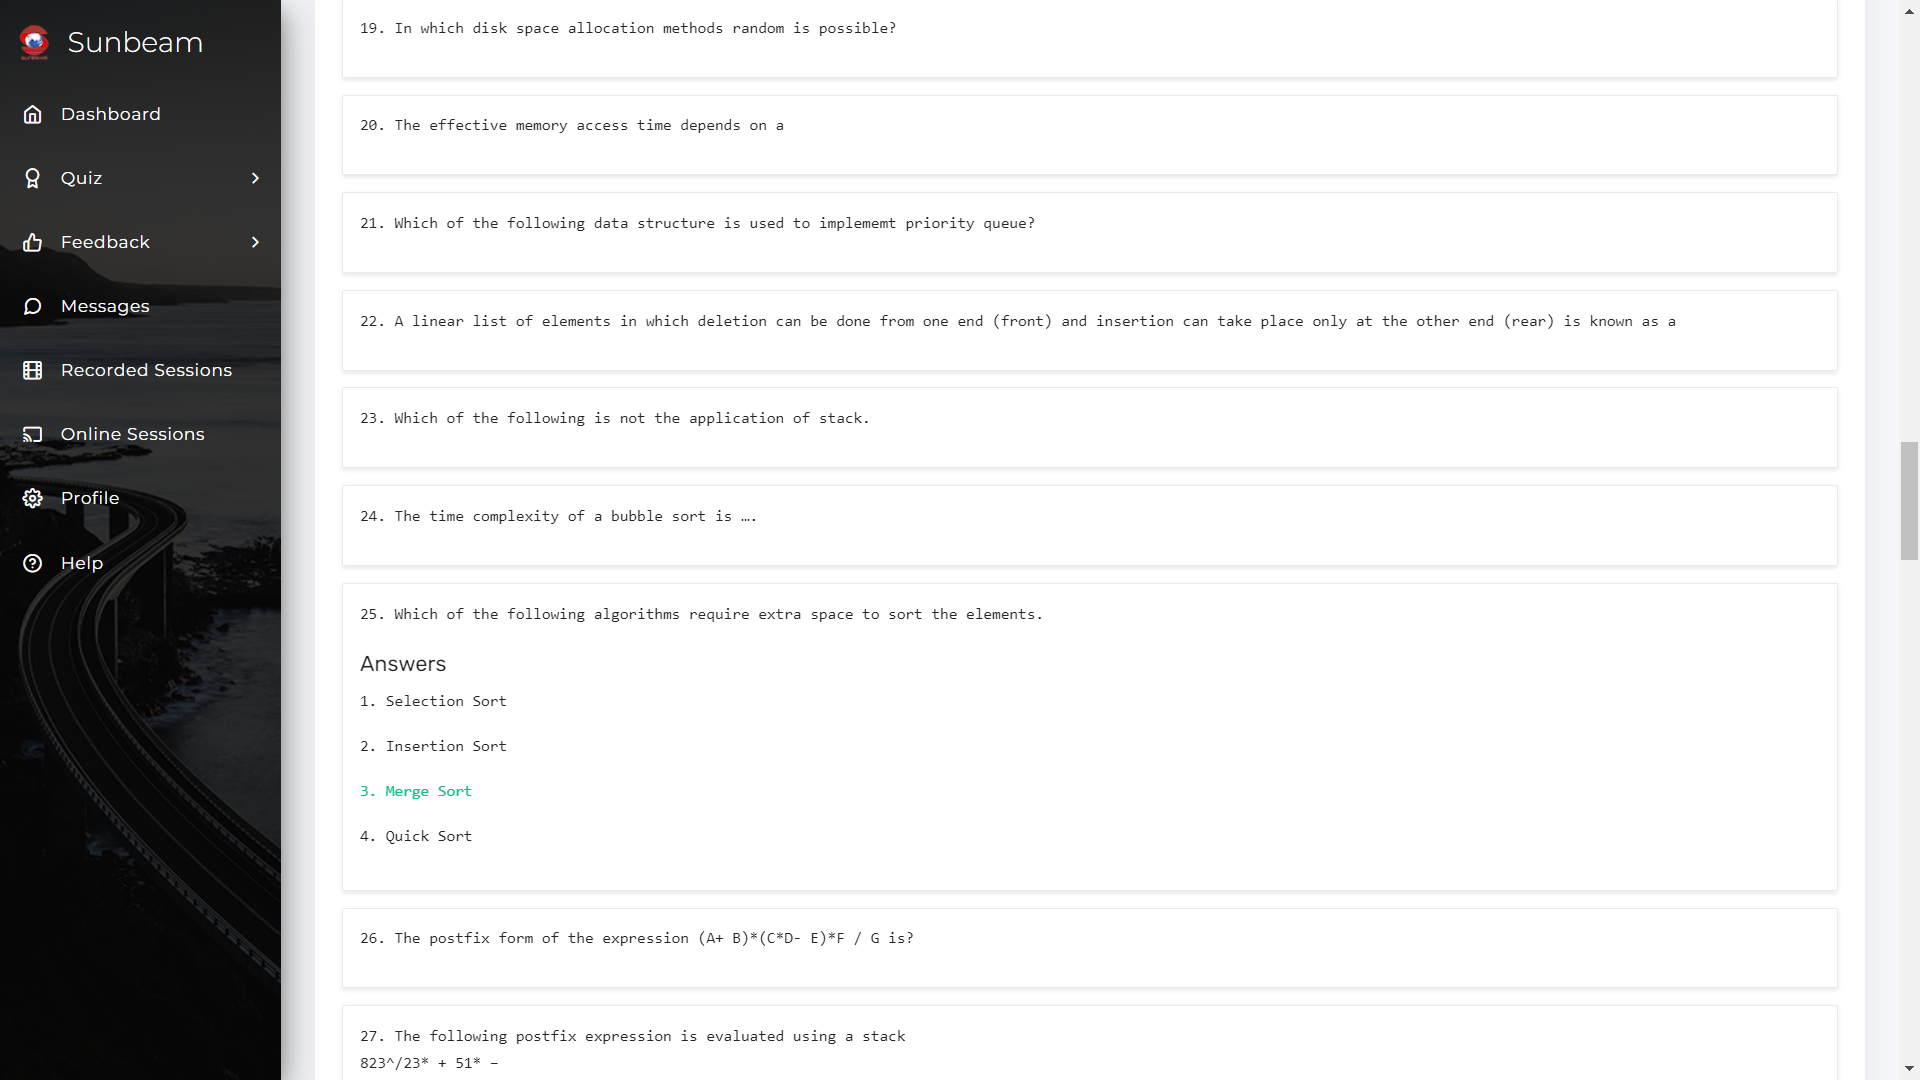 Sunbeam
Dashboard
Quiz
Feedback
Messages
Recorded Sessions
Online Sessions
Profile
Help
19. In which disk space allocation methods random is possible?
20. The effective memory access time depends on a
21. Which of the following data structure is used to implememt priority queue?
22. A linear list of elements in which deletion can be done from one end (front) and insertion can take place only at the other end (rear) is known as a
23. Which of the following is not the application of stack.
24. The time complexity of a bubble sort is ….
25. Which of the following algorithms require extra space to sort the elements.
Answers
1. Selection Sort
2. Insertion Sort
3. Merge Sort
4. Quick Sort
26. The postfix form of the expression (A+ B)*(C*D- E)*F / G is?
27. The following postfix expression is evaluated using a stack
823^/23* + 51* –